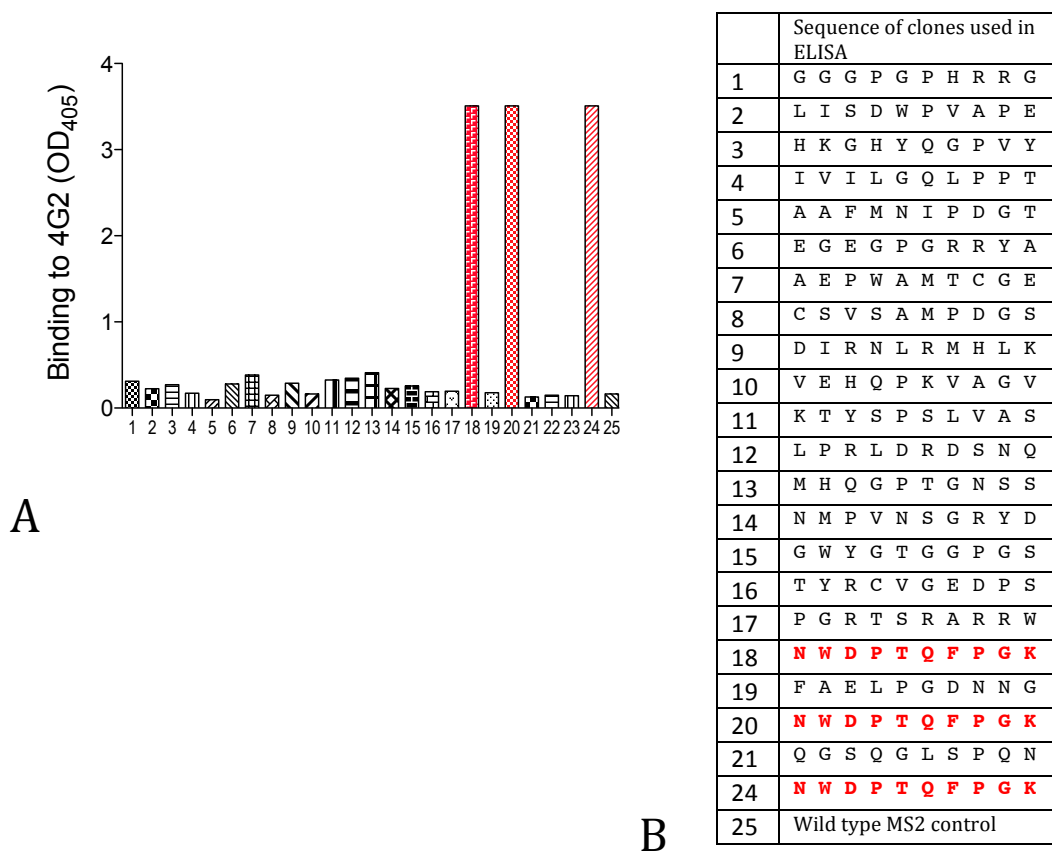 4
3
2
1
0
Binding to 4G2 (OD405)
1 2 3 4 5 6 7 8 9 10 11 12 13 14 15 16 17 18 19 20 21 22 23 24 25
A
Sequence of clones used in
ELISA
1 G G G P G P H R R G
2 L I S D W P V A P E
3 H K G H Y Q G P V Y
4 I V I L G Q L P P T
5 A A F M N I P D G T
6 E G E G P G R R Y A
7 A E P W A M T C G E
8 C S V S A M P D G S
9 D I R N L R M H L K
10 V E H Q P K V A G V
11 K T Y S P S L V A S
12 L P R L D R D S N Q
13 M H Q G P T G N S S
14 N M P V N S G R Y D
15 G W Y G T G G P G S
16 T Y R C V G E D P S
17 P G R T S R A R R W
18 N W D P T Q F P G K
19 F A E L P G D N N G
20 N W D P T Q F P G K
21 Q G S Q G L S P Q N
24 N W D P T Q F P G K
25 Wild type MS2 control
B